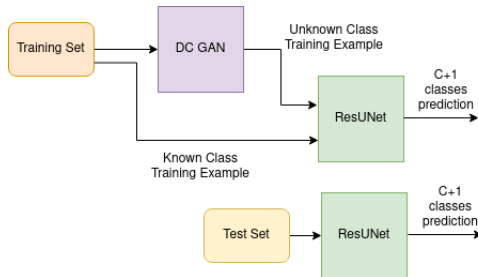 Unknown Class
Training Example
Training Set
DC GAN
C+1
classes
prediction
ResUNet
Known Class
Training Example
C+1
classes
prediction
Test Set
ResUNet